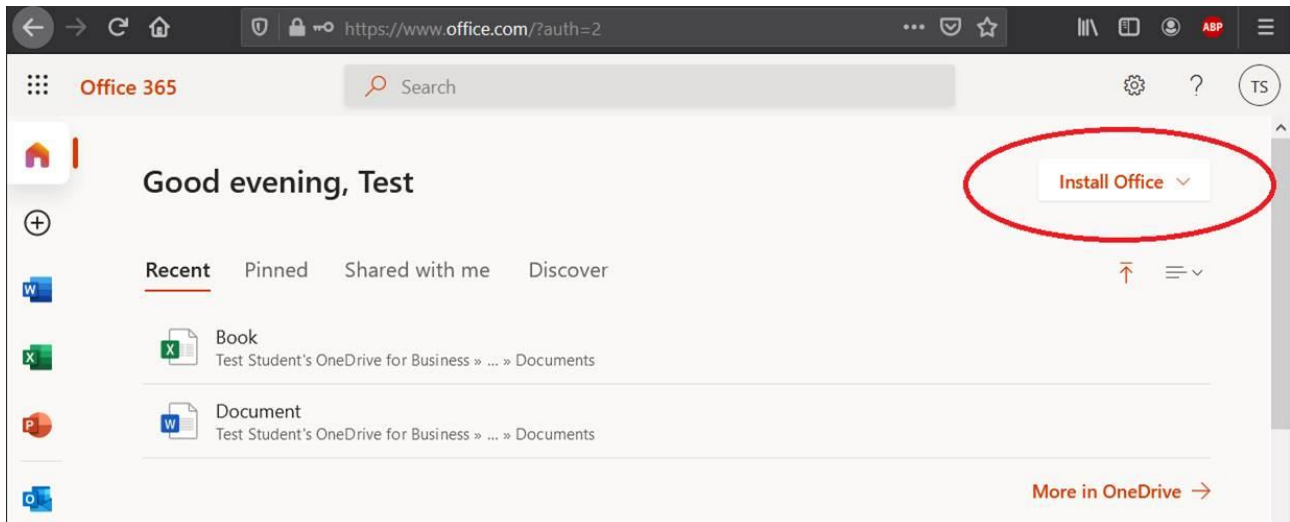 https://www.office.com/?auth=2
ABP
Office 365
Search
?
TS
Good evening, Test
Install Office
Recent Pinned Shared with me Discover
W
X
Book
Test Student's OneDrive for Business » ... » Documents
X
P
W
Document
Test Student's OneDrive for Business » ... » Documents
O
More in OneDrive →